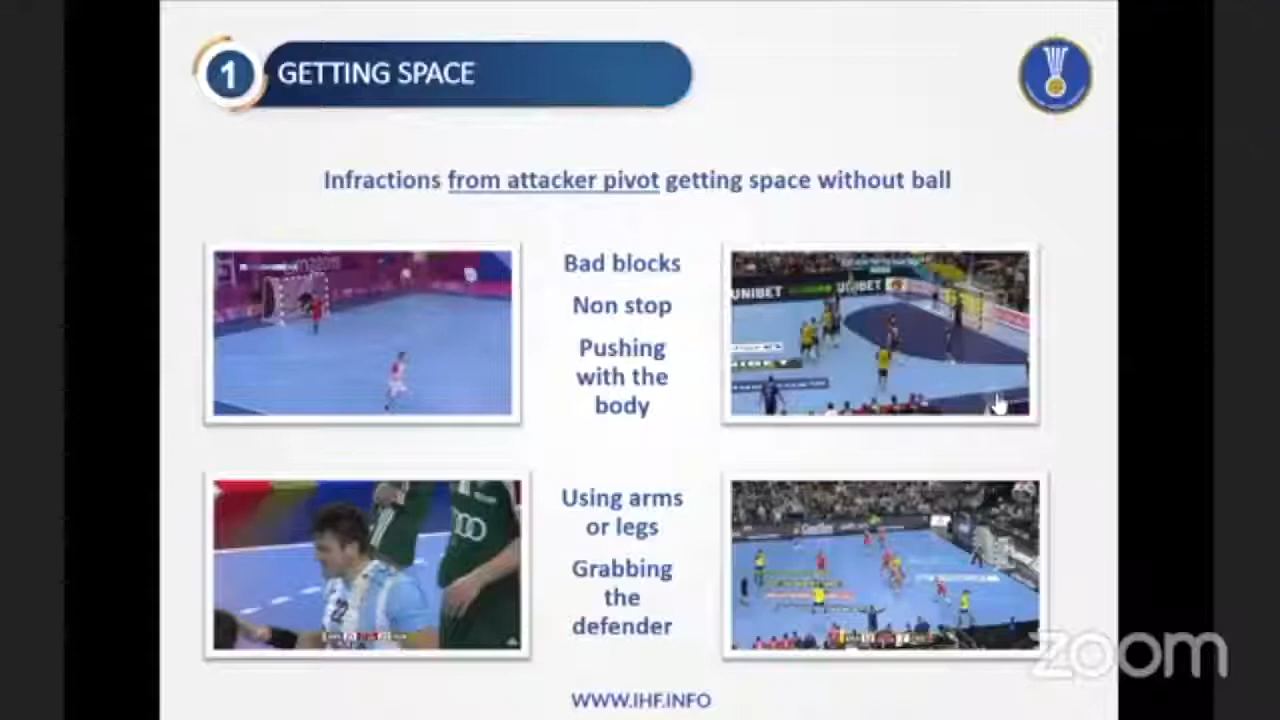 1
GETTING SPACE
Infractions from attacker pivot getting space without ball
Bad blocks
Non stop
Pushing
with the
body
UNIBET
UNIBET
Using arms
or legs
Grabbing
the
defender
22
WWW.IHF.INFO
zoom